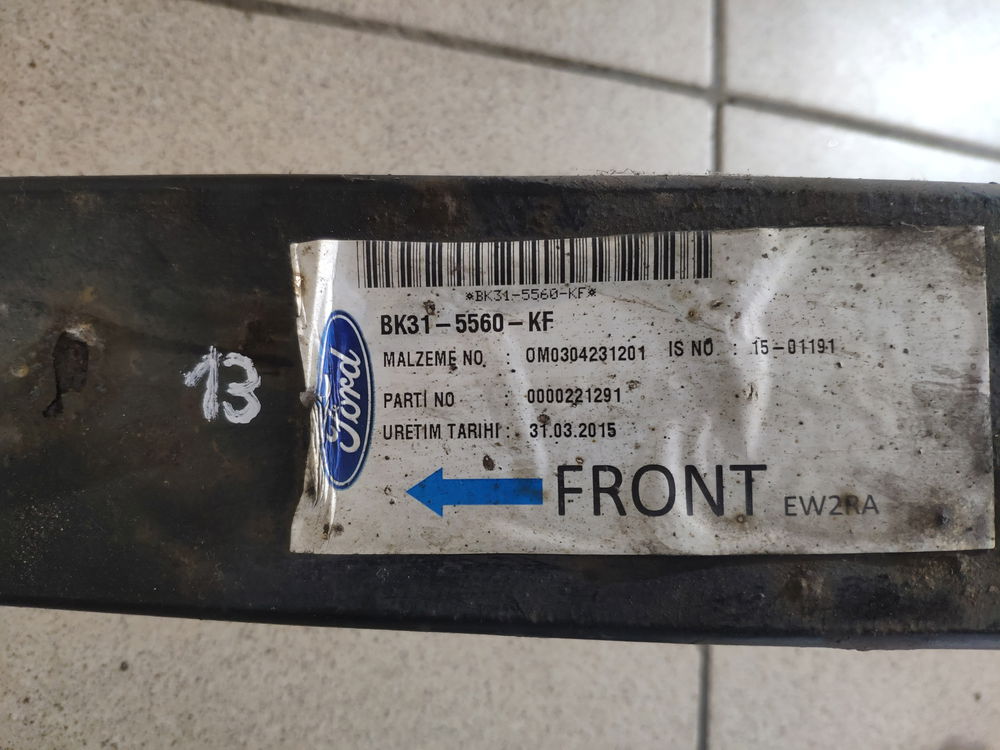 *BK31-5560-KF*
BK31-5560-KF
MALZEME NO : 0M0304231201 IS NO : 15-01191
PARTİ NO : 0000221291
URETIM TARIHI : 31.03.2015
13
Ford
FRONT EW2RA